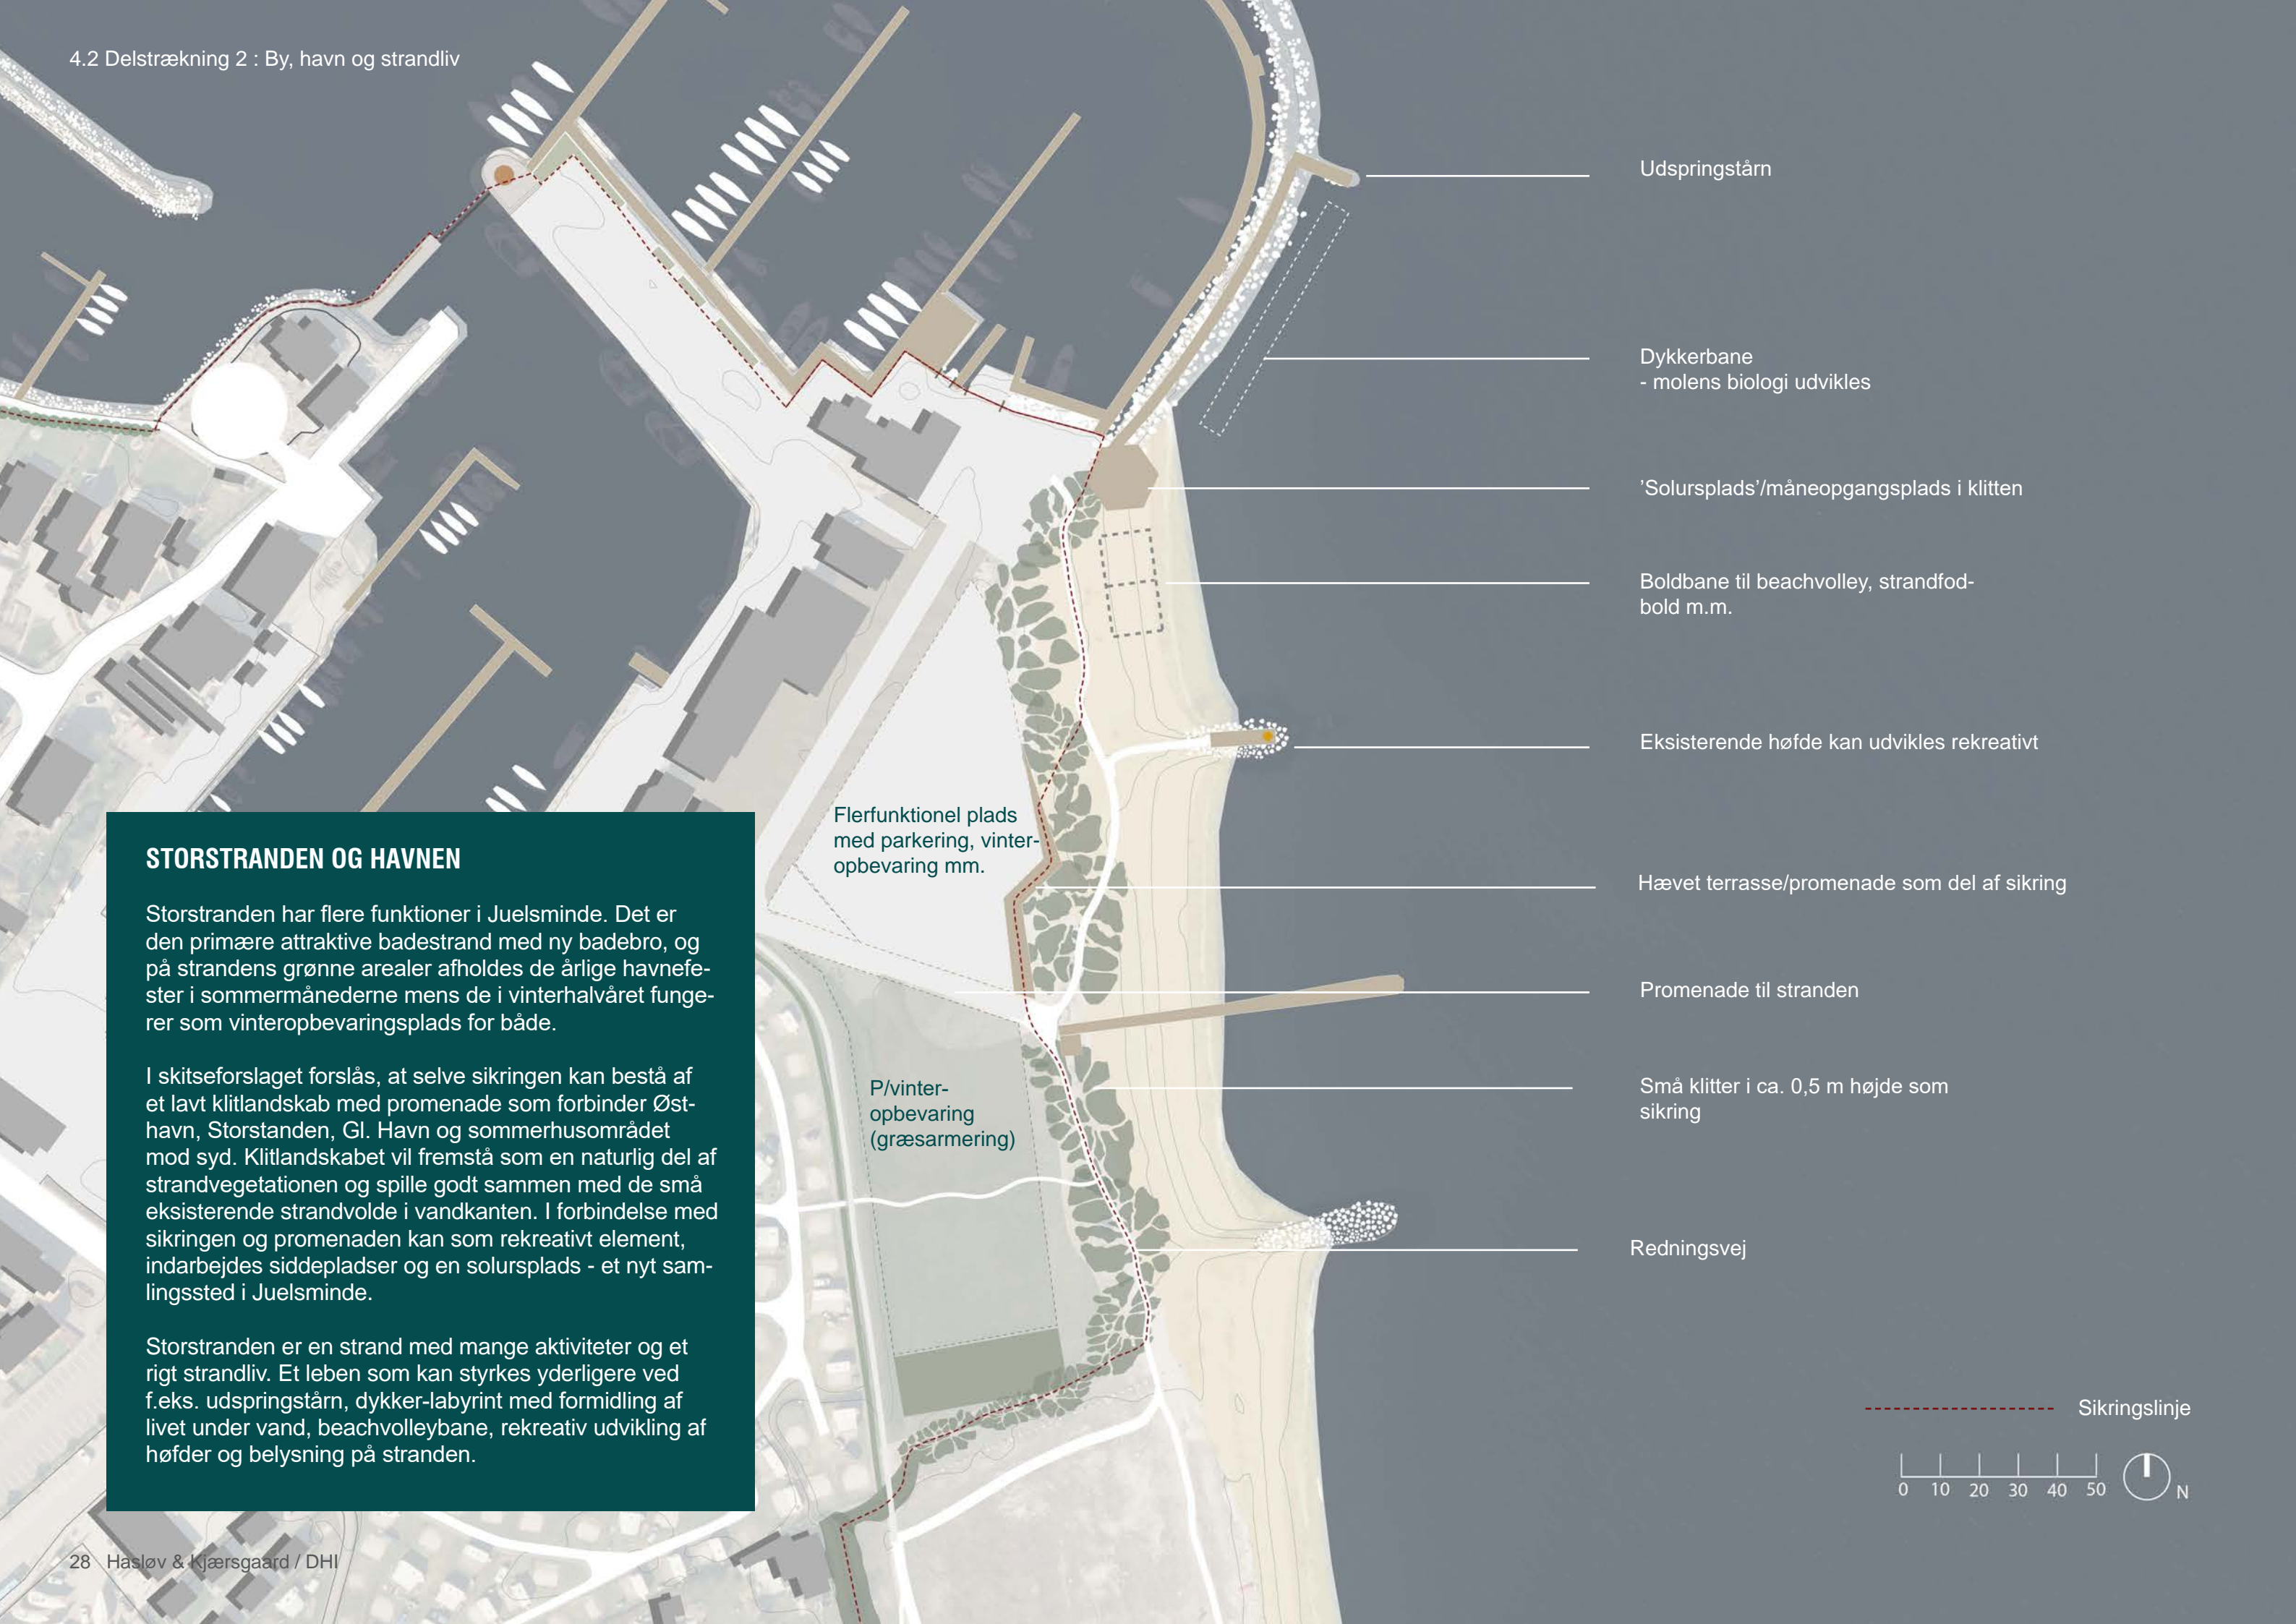 4.2 Delstrækning 2 : By, havn og strandliv
Udspringstårn
Dykkerbane
- molens biologi udvikles
’Solursplads’/måneopgangsplads i klitten
Boldbane til beachvolley, strandfod-
bold m.m.
Eksisterende høfde kan udvikles rekreativt
Flerfunktionel plads
med parkering, vinter-
opbevaring mm.
Hævet terrasse/promenade som del af sikring
Promenade til stranden
Små klitter i ca. 0,5 m højde som
sikring
P/vinter-
opbevaring
(græsarmering)
Redningsvej
STORSTRANDEN OG HAVNEN
Storstranden har flere funktioner i Juelsminde. Det er
den primære attraktive badestrand med ny badebro, og
på strandens grønne arealer afholdes de årlige havnefe-
ster i sommermånederne mens de i vinterhalvåret funge-
rer som vinteropbevaringsplads for både.
I skitseforslaget forslås, at selve sikringen kan bestå af
et lavt klitlandskab med promenade som forbinder Øst-
havn, Storstanden, Gl. Havn og sommerhusområdet
mod syd. Klitlandskabet vil fremstå som en naturlig del af
strandvegetationen og spille godt sammen med de små
eksisterende strandvolde i vandkanten. I forbindelse med
sikringen og promenaden kan som rekreativt element,
indarbejdes siddepladser og en solursplads - et nyt sam-
lingssted i Juelsminde.
Storstranden er en strand med mange aktiviteter og et
rigt strandliv. Et leben som kan styrkes yderligere ved
f.eks. udspringstårn, dykker-labyrint med formidling af
livet under vand, beachvolleybane, rekreativ udvikling af
høfder og belysning på stranden.
Sikringslinje
0 10 20 30 40 50 N
28 Hasløv & Kjærsgaard / DHI